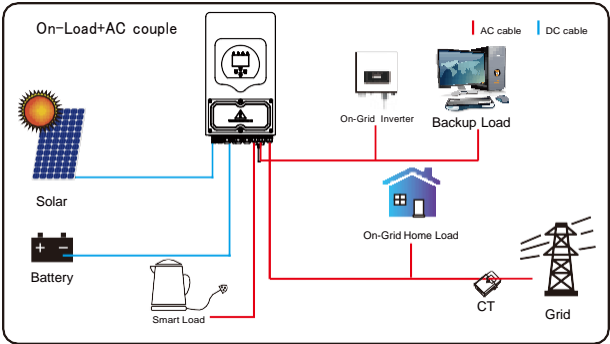 On-Load+AC couple
AC cable
DC cable
On-Grid Inverter
Backup Load
Solar
On-Grid Home Load
Battery
Smart Load
CT
Grid